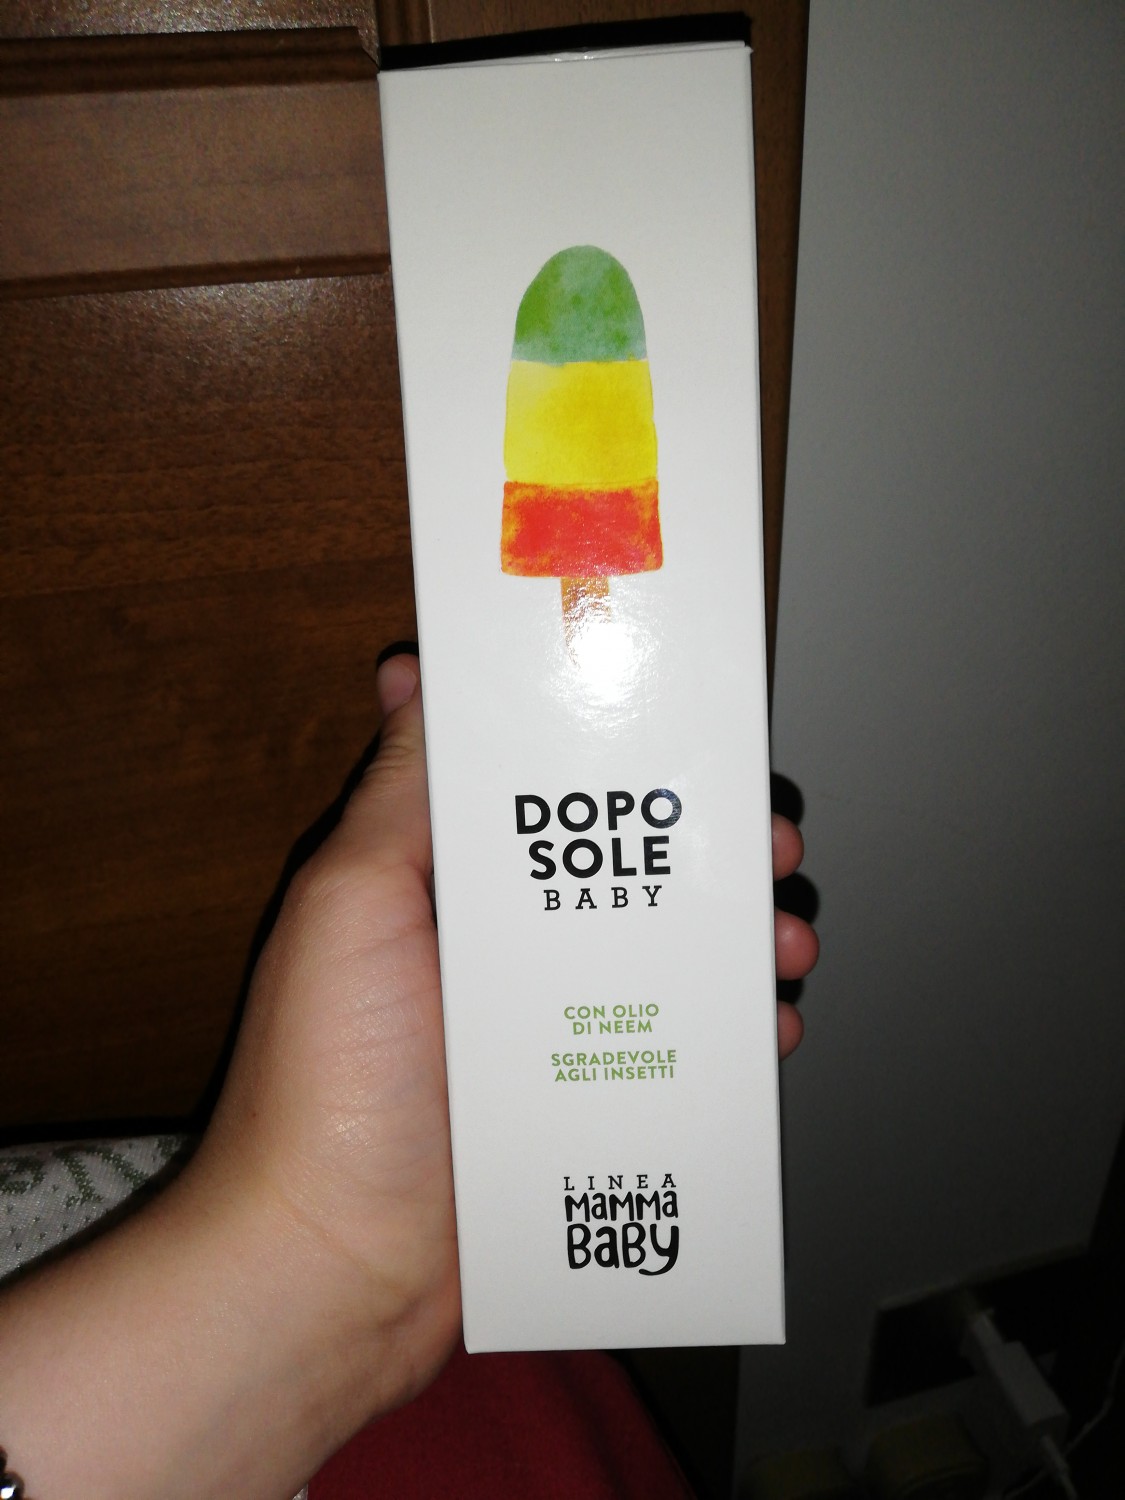 DOPO
SOLE
BABY
CON OLIO
DI NEEM
SGRADEVOLE
AGLI INSETTI
LINEA
MAMMA
BABY